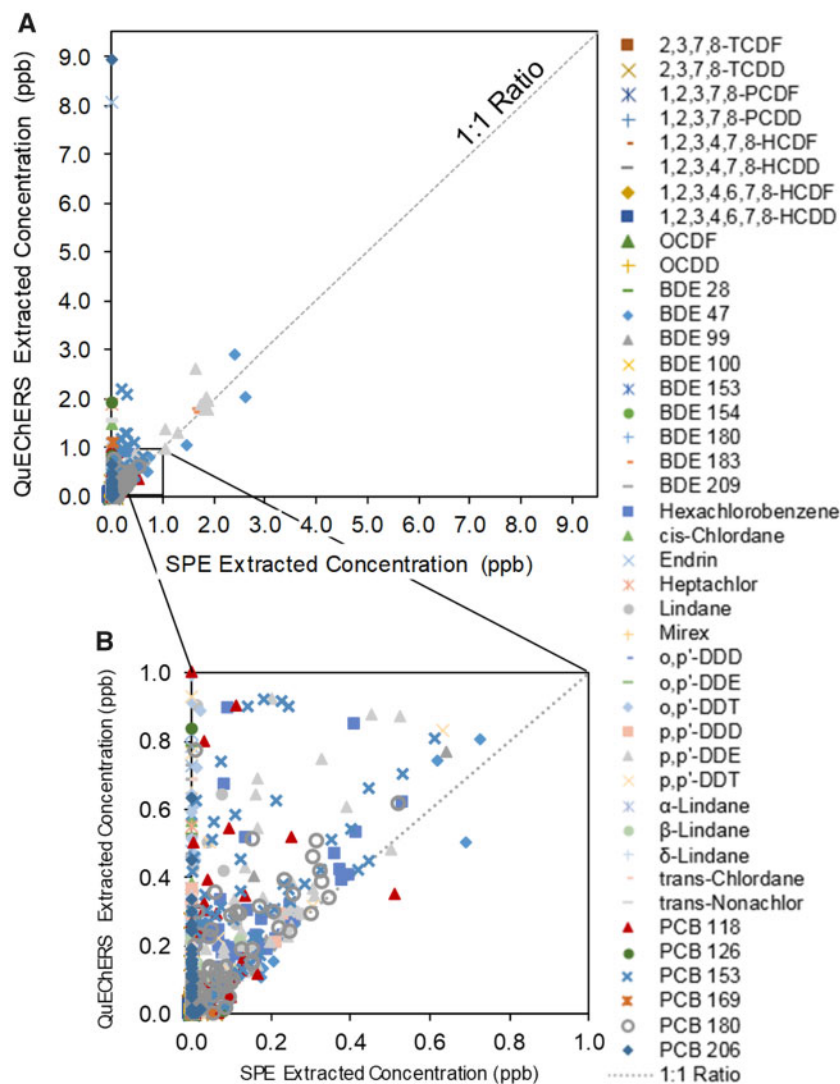 A
QuEChERS Extracted Concentration (ppb)
9.0
8.0
7.0
6.0
5.0
4.0
3.0
2.0
1.0
0.0
1:1 Ratio
0.0 1.0 2.0 3.0 4.0 5.0 6.0 7.0 8.0 9.0
SPE Extracted Concentration (ppb)
B
QuEChERS Extracted Concentration (ppb)
1.0
0.8
0.6
0.4
0.2
0.0
0.0 0.2 0.4 0.6 0.8 1.0
SPE Extracted Concentration (ppb)
2,3,7,8-TCDF
2,3,7,8-TCDD
1,2,3,7,8-PCDF
1,2,3,7,8-PCDD
1,2,3,4,7,8-HCDF
1,2,3,4,7,8-HCDD
1,2,3,4,6,7,8-HCDF
1,2,3,4,6,7,8-HCDD
OCDF
OCDD
BDE 28
BDE 47
BDE 99
BDE 100
BDE 153
BDE 154
BDE 180
BDE 183
BDE 209
Hexachlorobenzene
cis-Chlordane
Endrin
Heptachlor
Lindane
Mirex
o,p'-DDD
o,p'-DDE
o,p'-DDT
p,p'-DDD
p,p'-DDE
p,p'-DDT
α-Lindane
β-Lindane
δ-Lindane
trans-Chlordane
trans-Nonachlor
PCB 118
PCB 126
PCB 153
PCB 169
PCB 180
PCB 206
1:1 Ratio